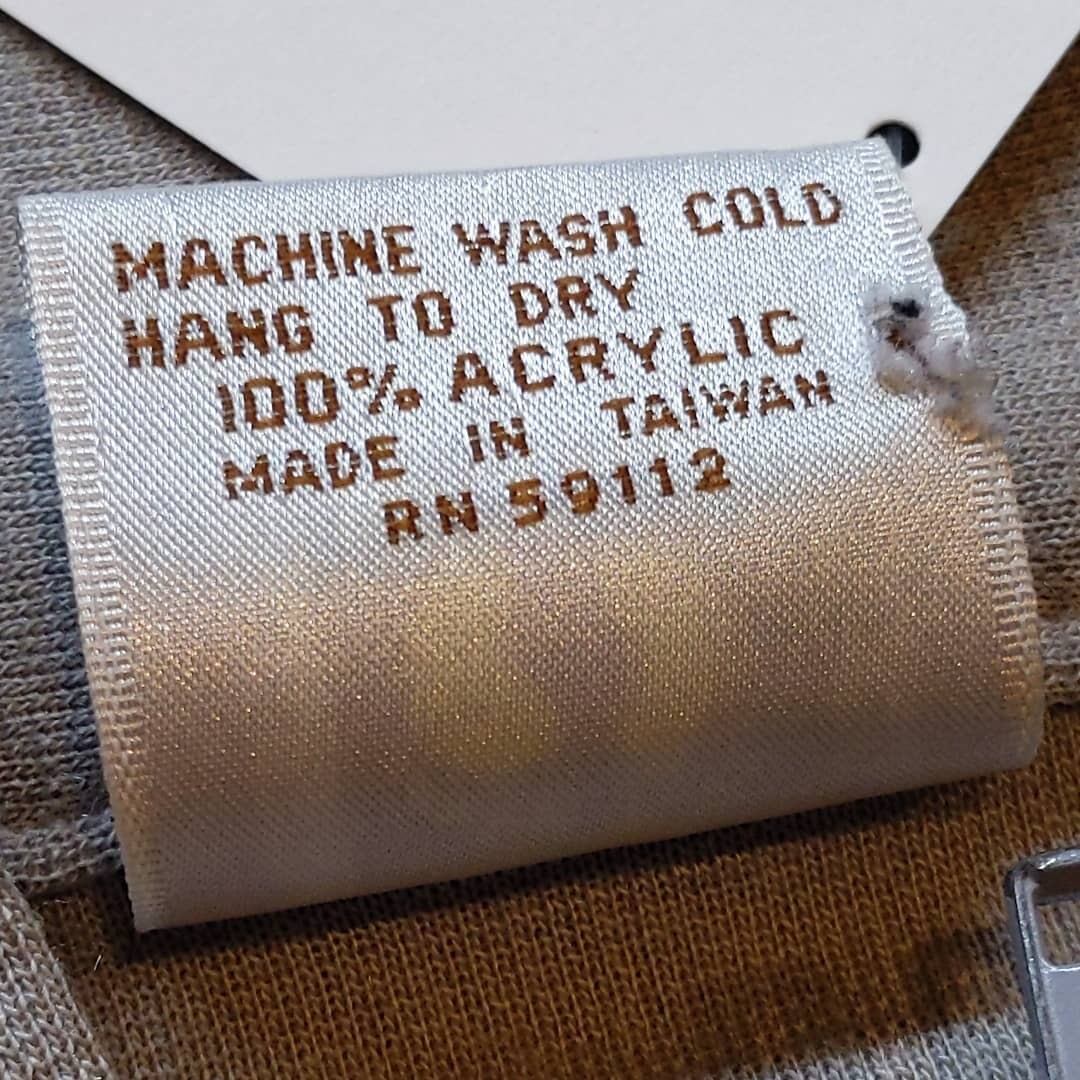 MACHINE WASH COLD
HANG TO DRY
100% ACRYLIC
MADE IN TAIWAN
RN 59112